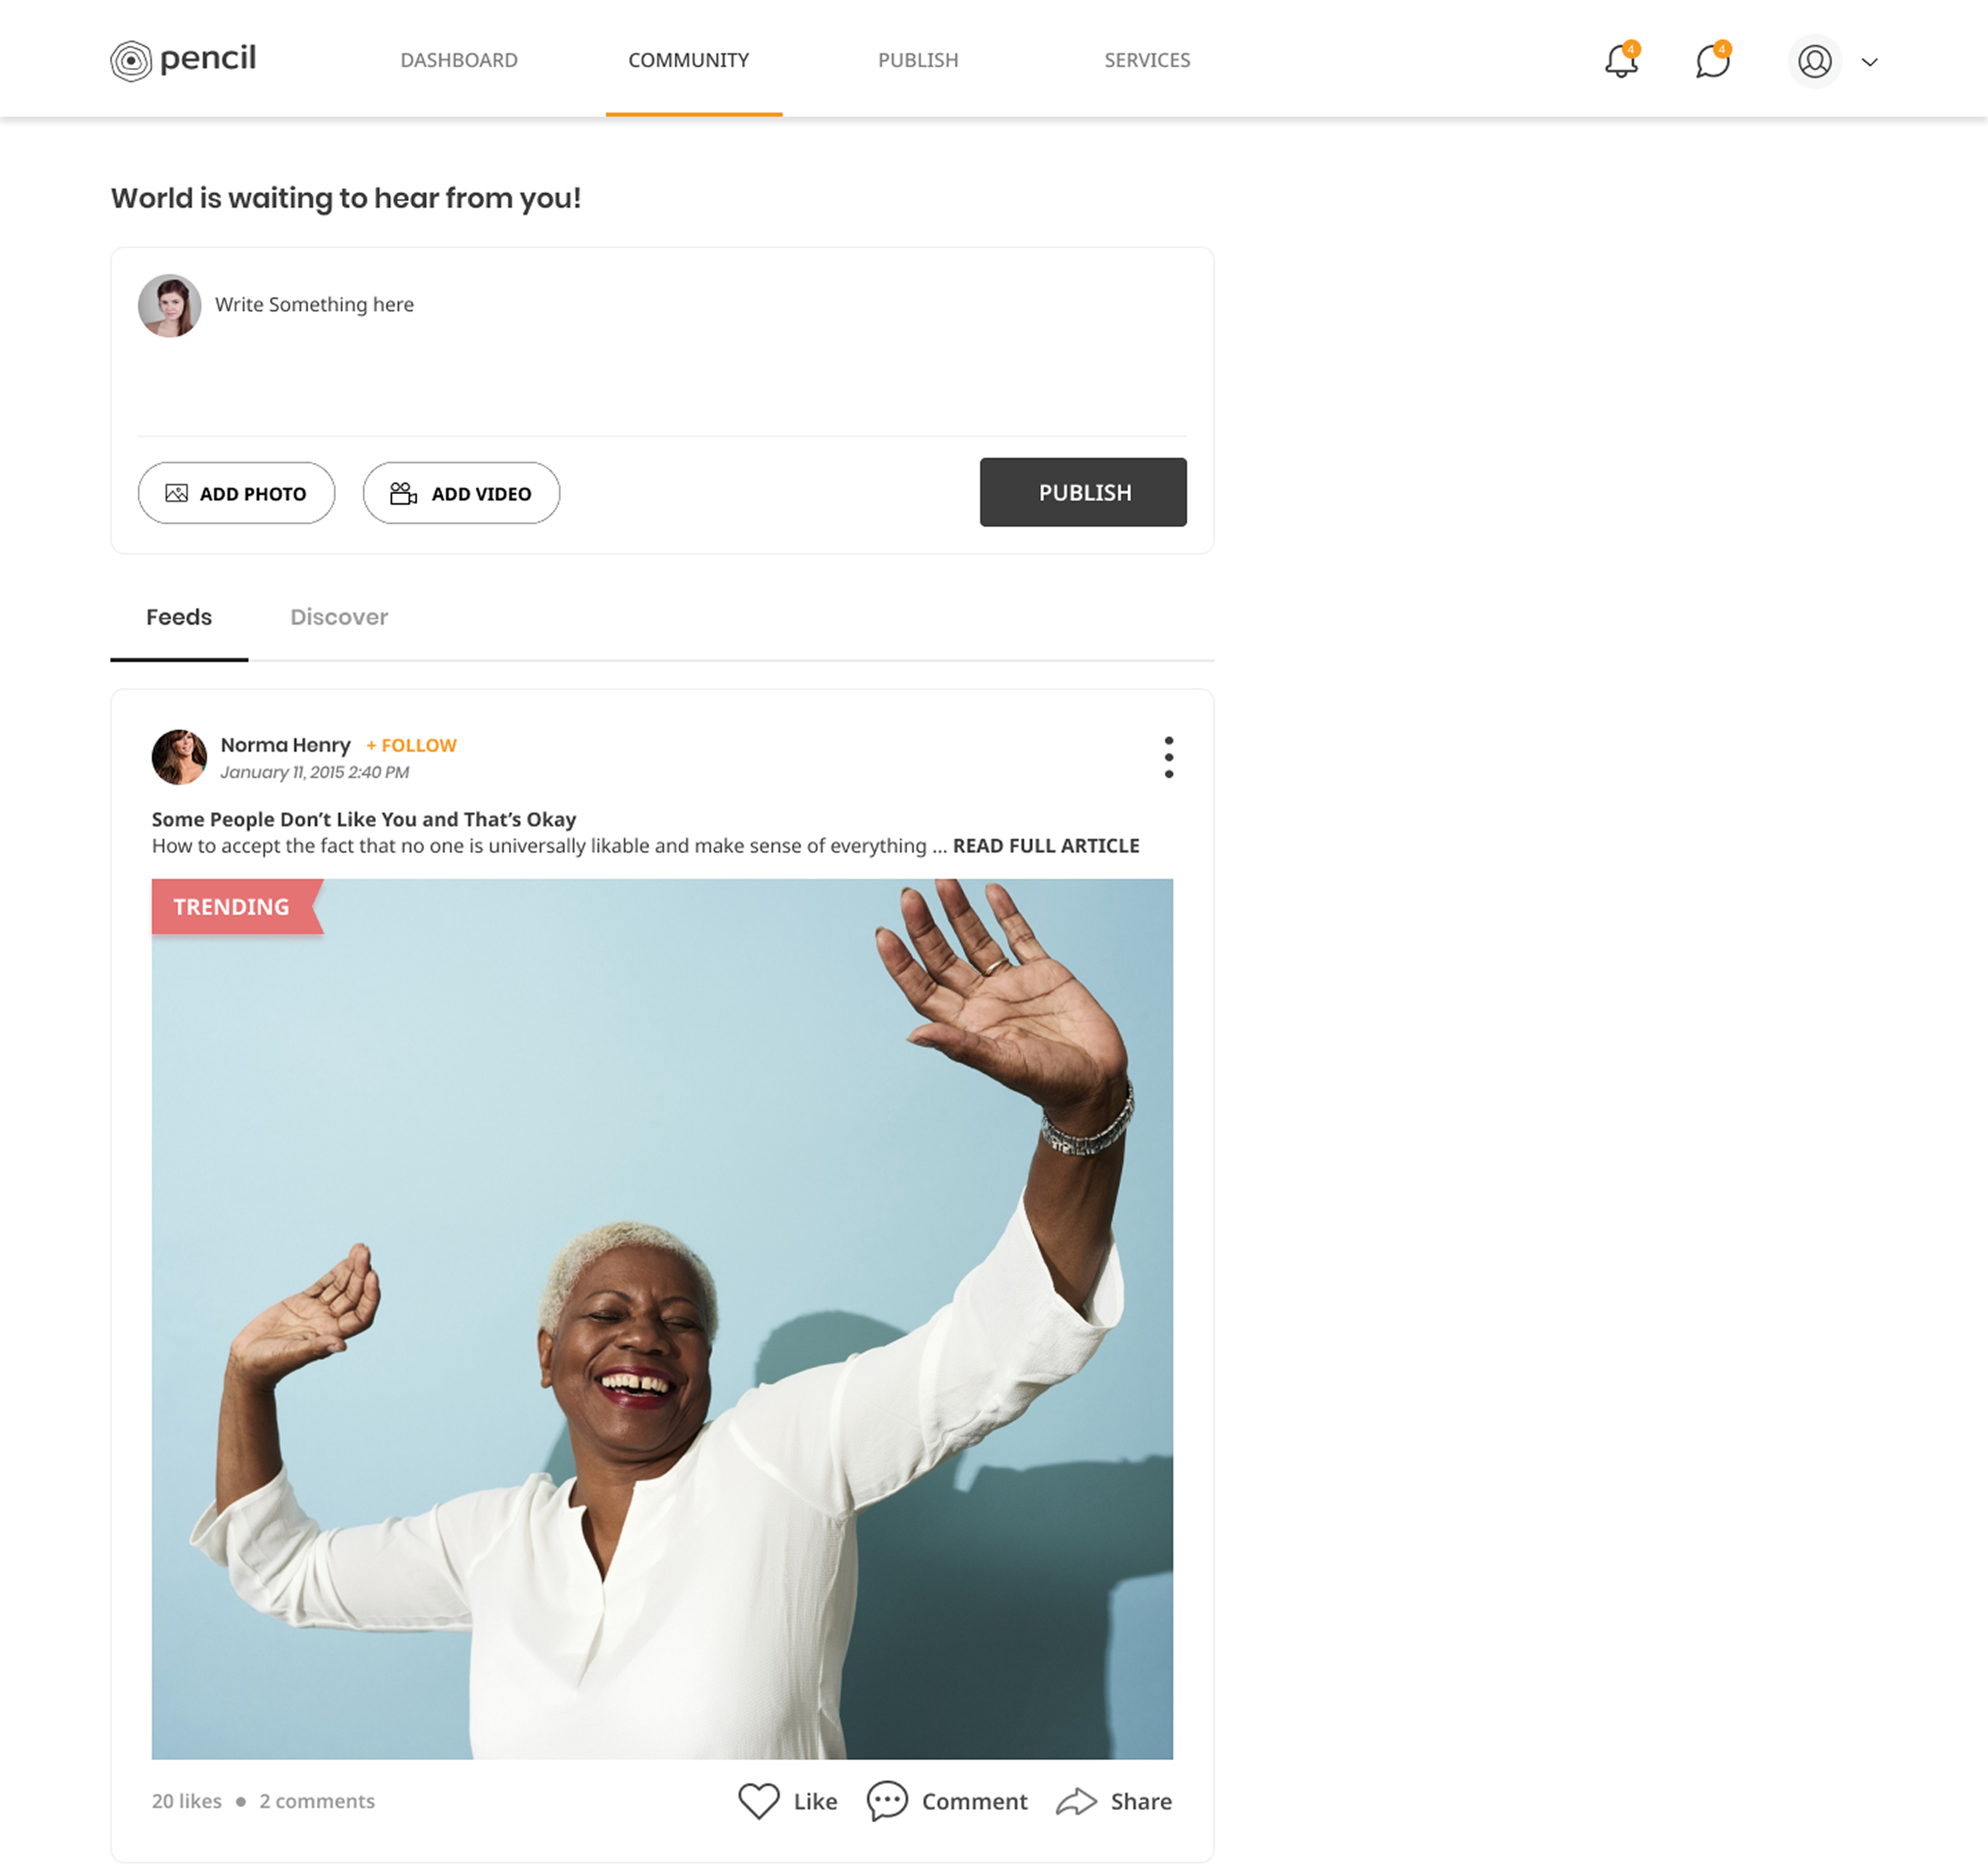 pencil
DASHBOARD
COMMUNITY
PUBLISH
SERVICES
4
4
World is waiting to hear from you!
Write Something here
ADD PHOTO
ADD VIDEO
PUBLISH
Feeds
Discover
Norma Henry + FOLLOW
January 11, 2015 2:40 PM
Some People Don’t Like You and That’s Okay
How to accept the fact that no one is universally likable and make sense of everything ... READ FULL ARTICLE
TRENDING
20 likes ● 2 comments
Like
Comment
Share